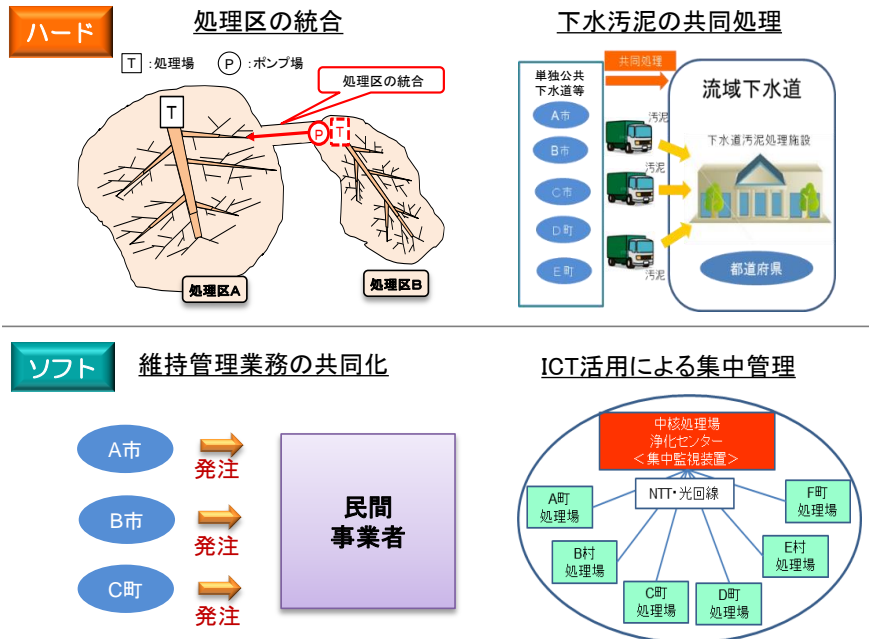 ハード
処理区の統合
T :処理場 P :ポンプ場
処理区の統合
T
P
T
処理区A
処理区B
下水汚泥の共同処理
共同処理
単独公共
下水道等
A市
B市
C市
D町
E町
汚泥
汚泥
汚泥
流域下水道
下水道汚泥処理施設
都道府県
ソフト
維持管理業務の共同化
A市
発注
B市
発注
C町
発注
民間
事業者
ICT活用による集中管理
中核処理場
浄化センター
<集中監視装置>
NTT・光回線
A町
処理場
B村
処理場
C町
処理場
D町
処理場
E村
処理場
F町
処理場